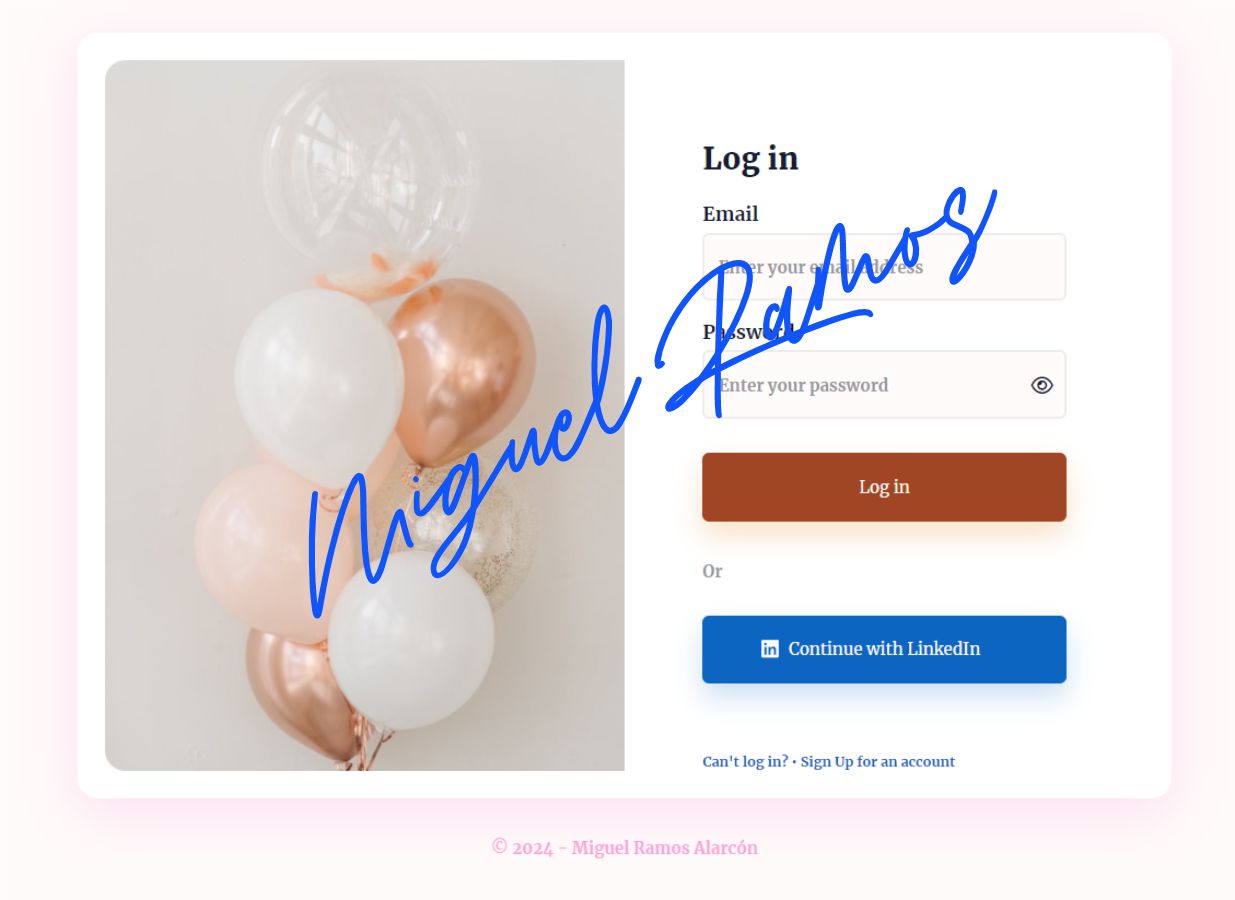 Log in
Email
Enter your email address
Password
Enter your password
Log in
Or
in Continue with LinkedIn
Can't log in? • Sign Up for an account
Miguel Ramos
© 2024 - Miguel Ramos Alarcón